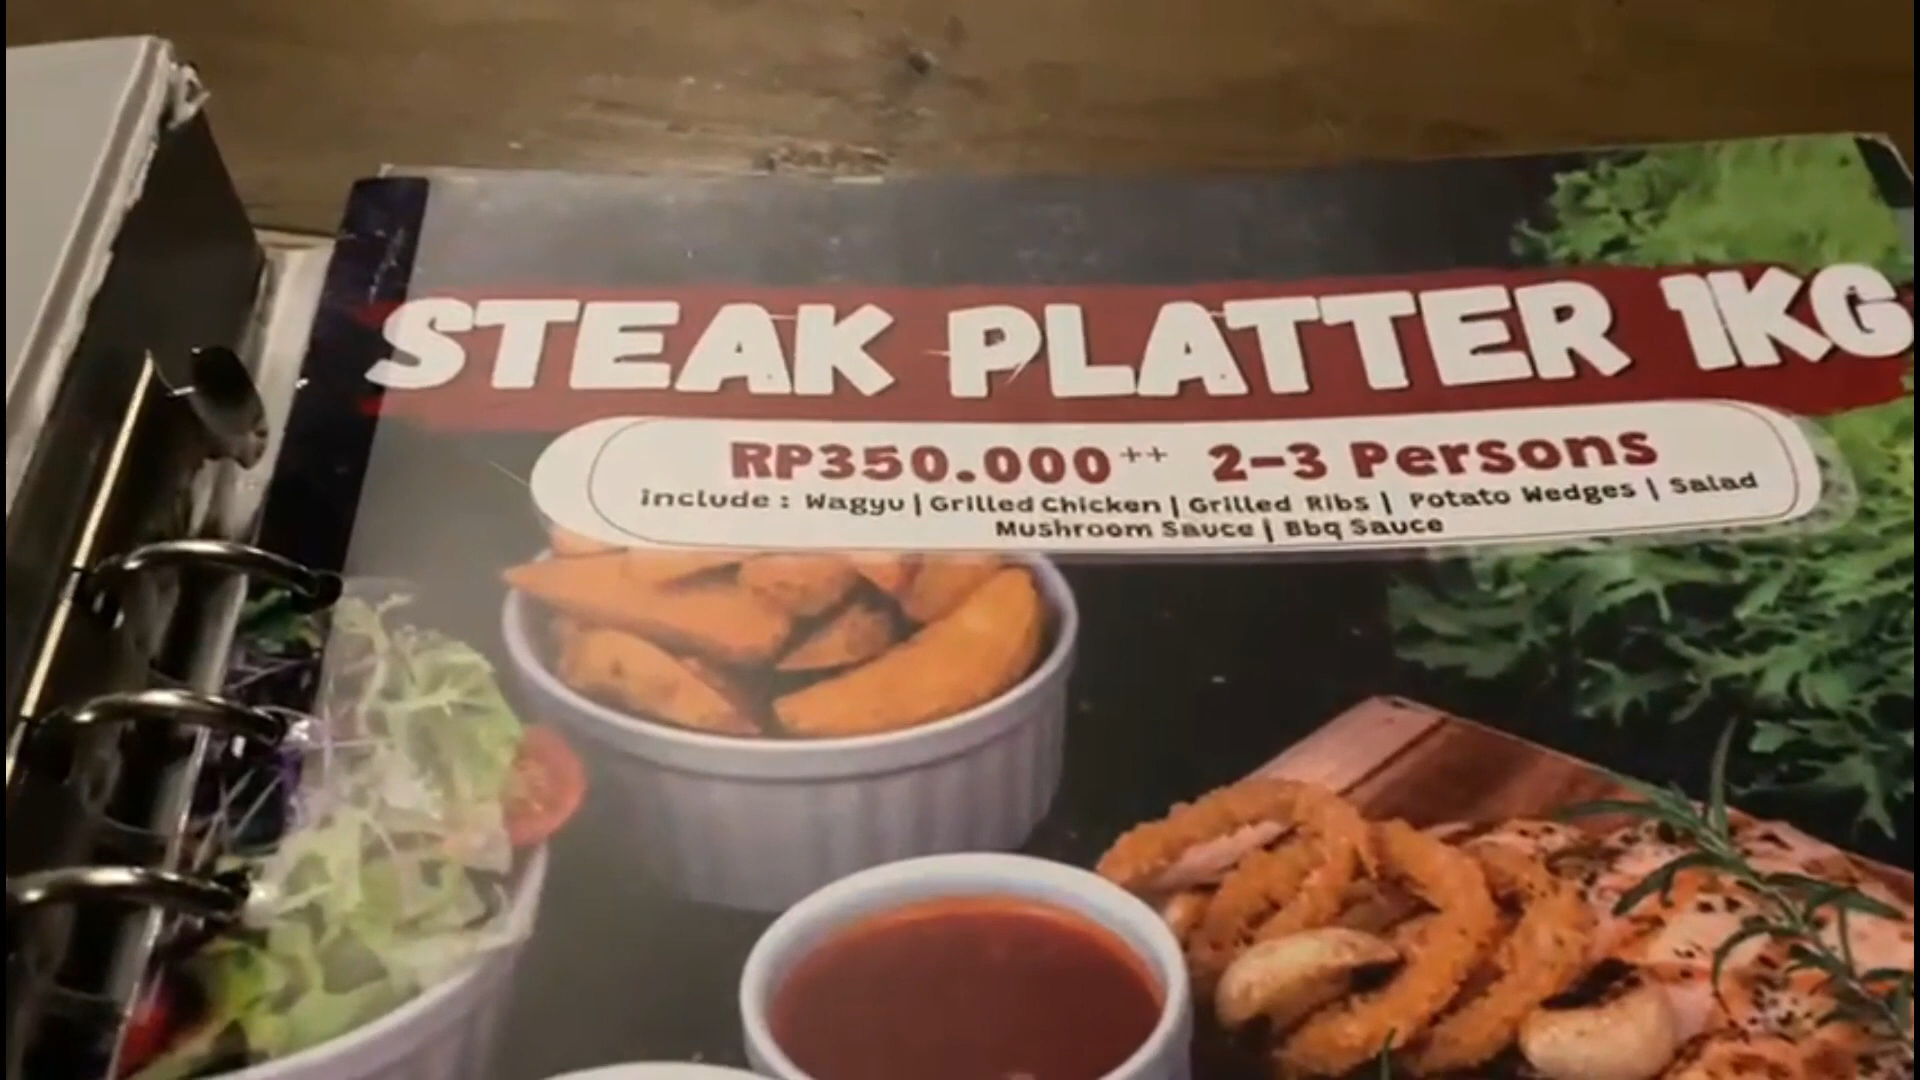 STEAK PLATTER 1KG
RP350.000++ 2-3 Persons
include : Wagyu | Grilled Chicken | Grilled Ribs | Potato Wedges | Salad
Mushroom Sauce | Bbq Sauce